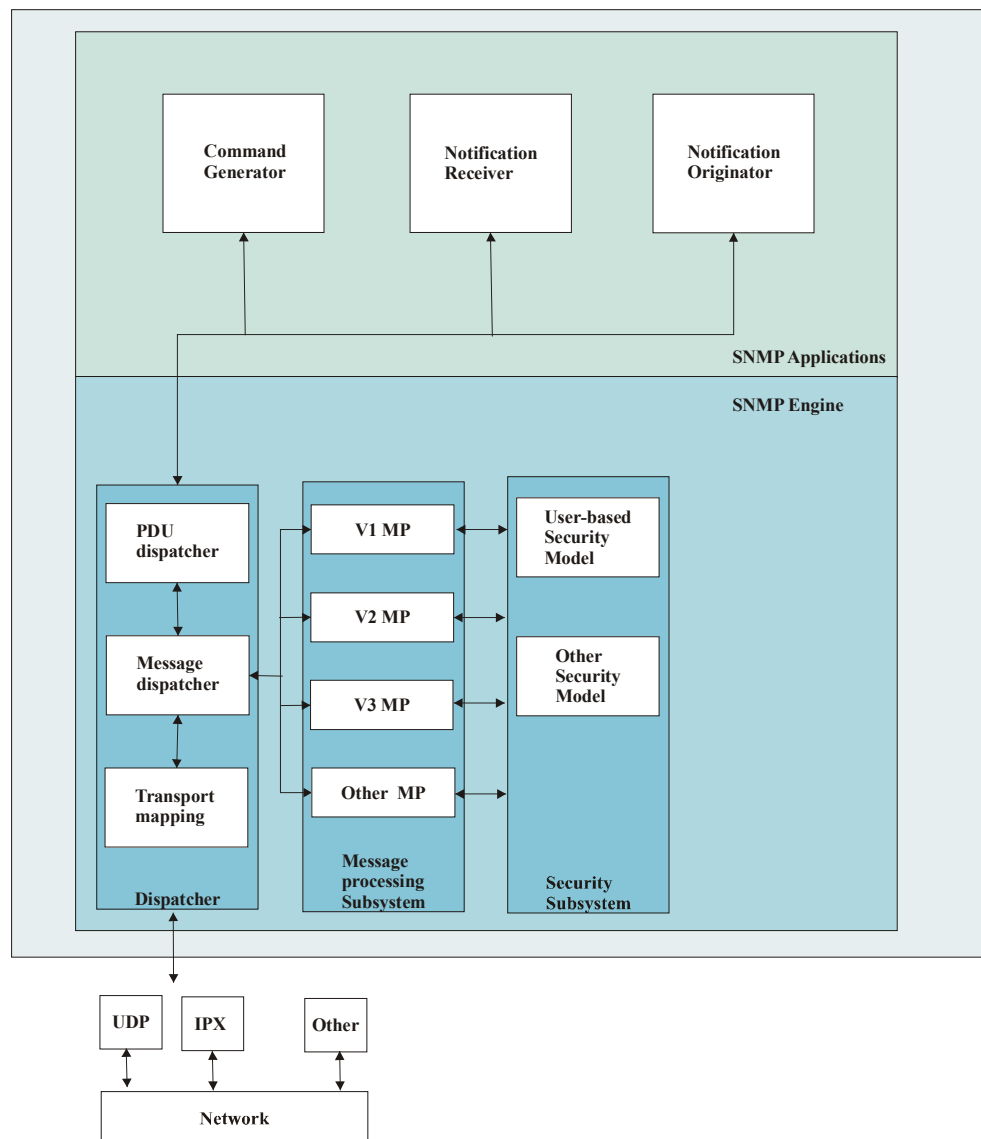 Command
Generator
Notification
Receiver
Notification
Originator
SNMP Applications
SNMP Engine
PDU
dispatcher
Message
dispatcher
Transport
mapping
Dispatcher
V1 MP
V2 MP
V3 MP
Other MP
Message
processing
Subsystem
User-based
Security
Model
Other
Security
Model
Security
Subsystem
UDP
IPX
Other
Network